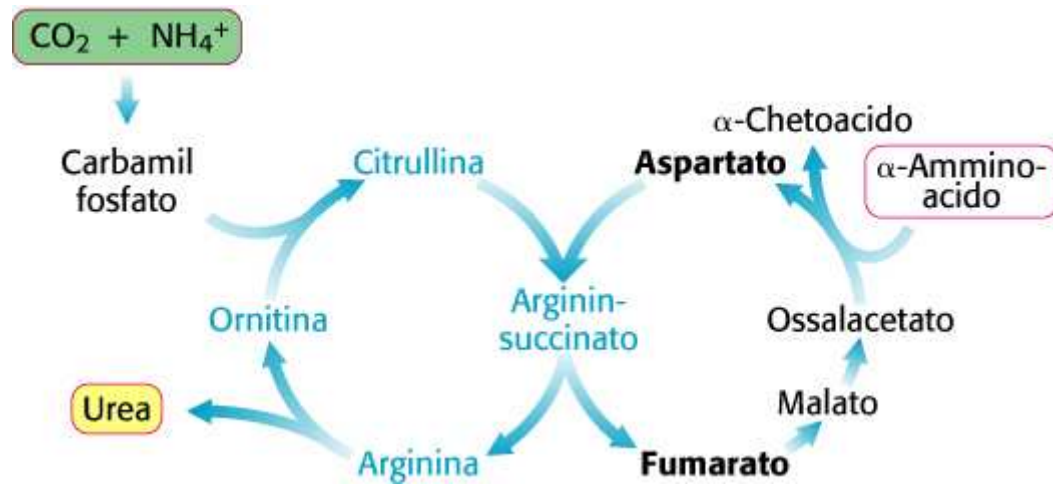 CO₂ + NH₄⁺
Carbamil
fosfato
Citrullina
Aspartato
α-Chetoacido
α-Ammino-
acido
Ornitina
Arginin-
succinato
Ossalacetato
Urea
Malato
Arginina
Fumarato